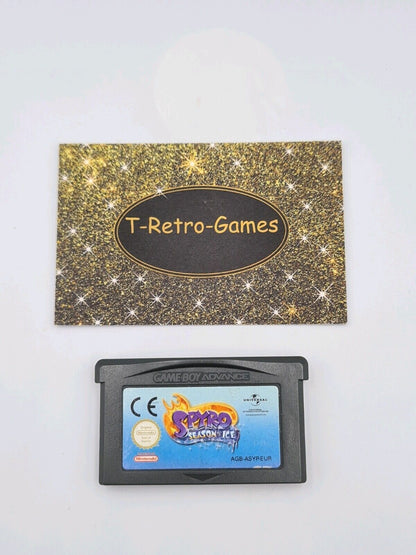 T-Retro-Games
GAME BOY ADVANCE
CE
UNIVERSAL
SPYRO
SEASON OF ICE
Nintendo
AGB-ASYP-EUR